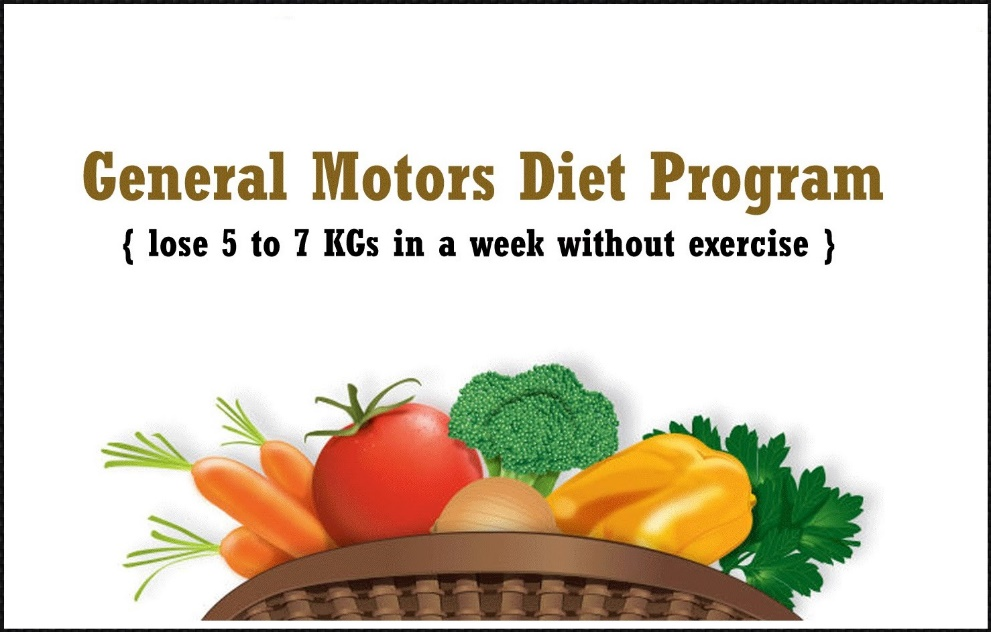 General Motors Diet Program
{ lose 5 to 7 KGs in a week without exercise }